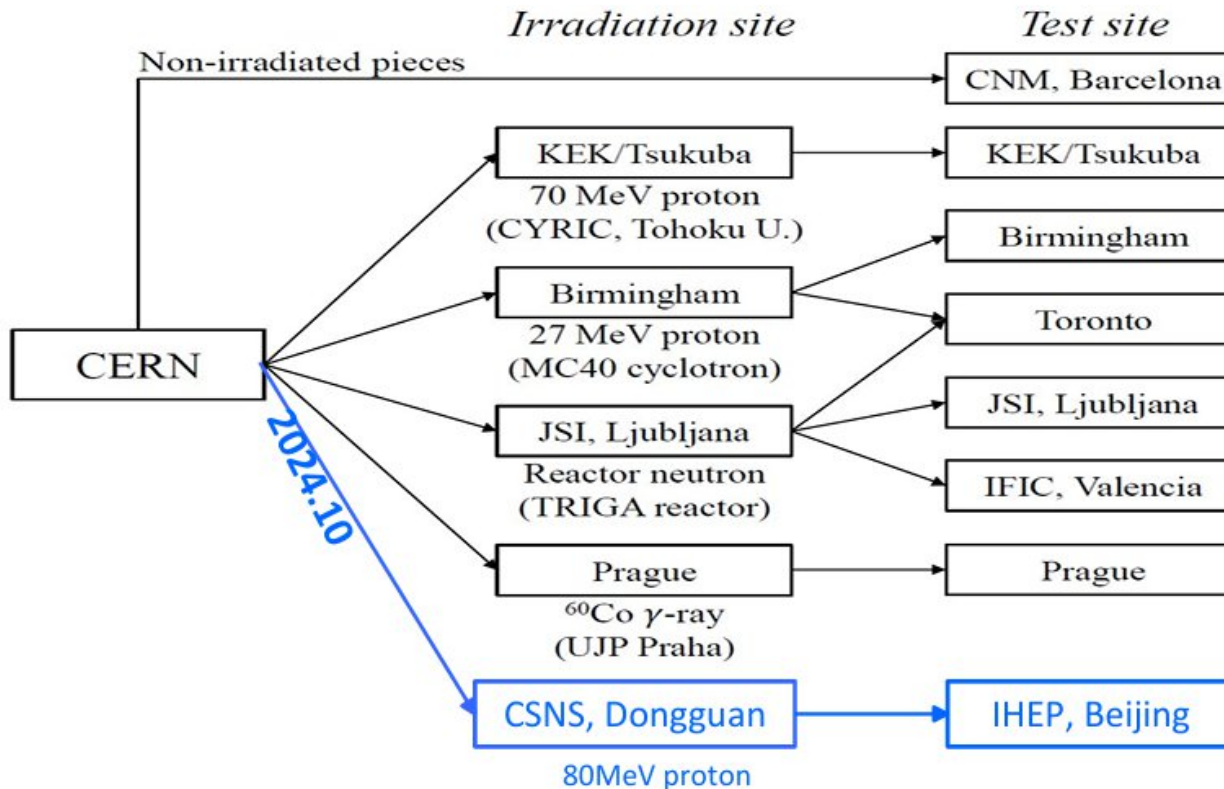 Irradiation site
Test site
Non-irradiated pieces
CNM, Barcelona
KEK/Tsukuba
KEK/Tsukuba
70 MeV proton
(CYRIC, Tohoku U.)
Birmingham
Birmingham
27 MeV proton
(MC40 cyclotron)
Toronto
CERN
JSI, Ljubljana
JSI, Ljubljana
Reactor neutron
(TRIGA reactor)
IFIC, Valencia
2024.10
Prague
Prague
⁶⁰Co γ-ray
(UJP Praha)
CSNS, Dongguan
IHEP, Beijing
80MeV proton